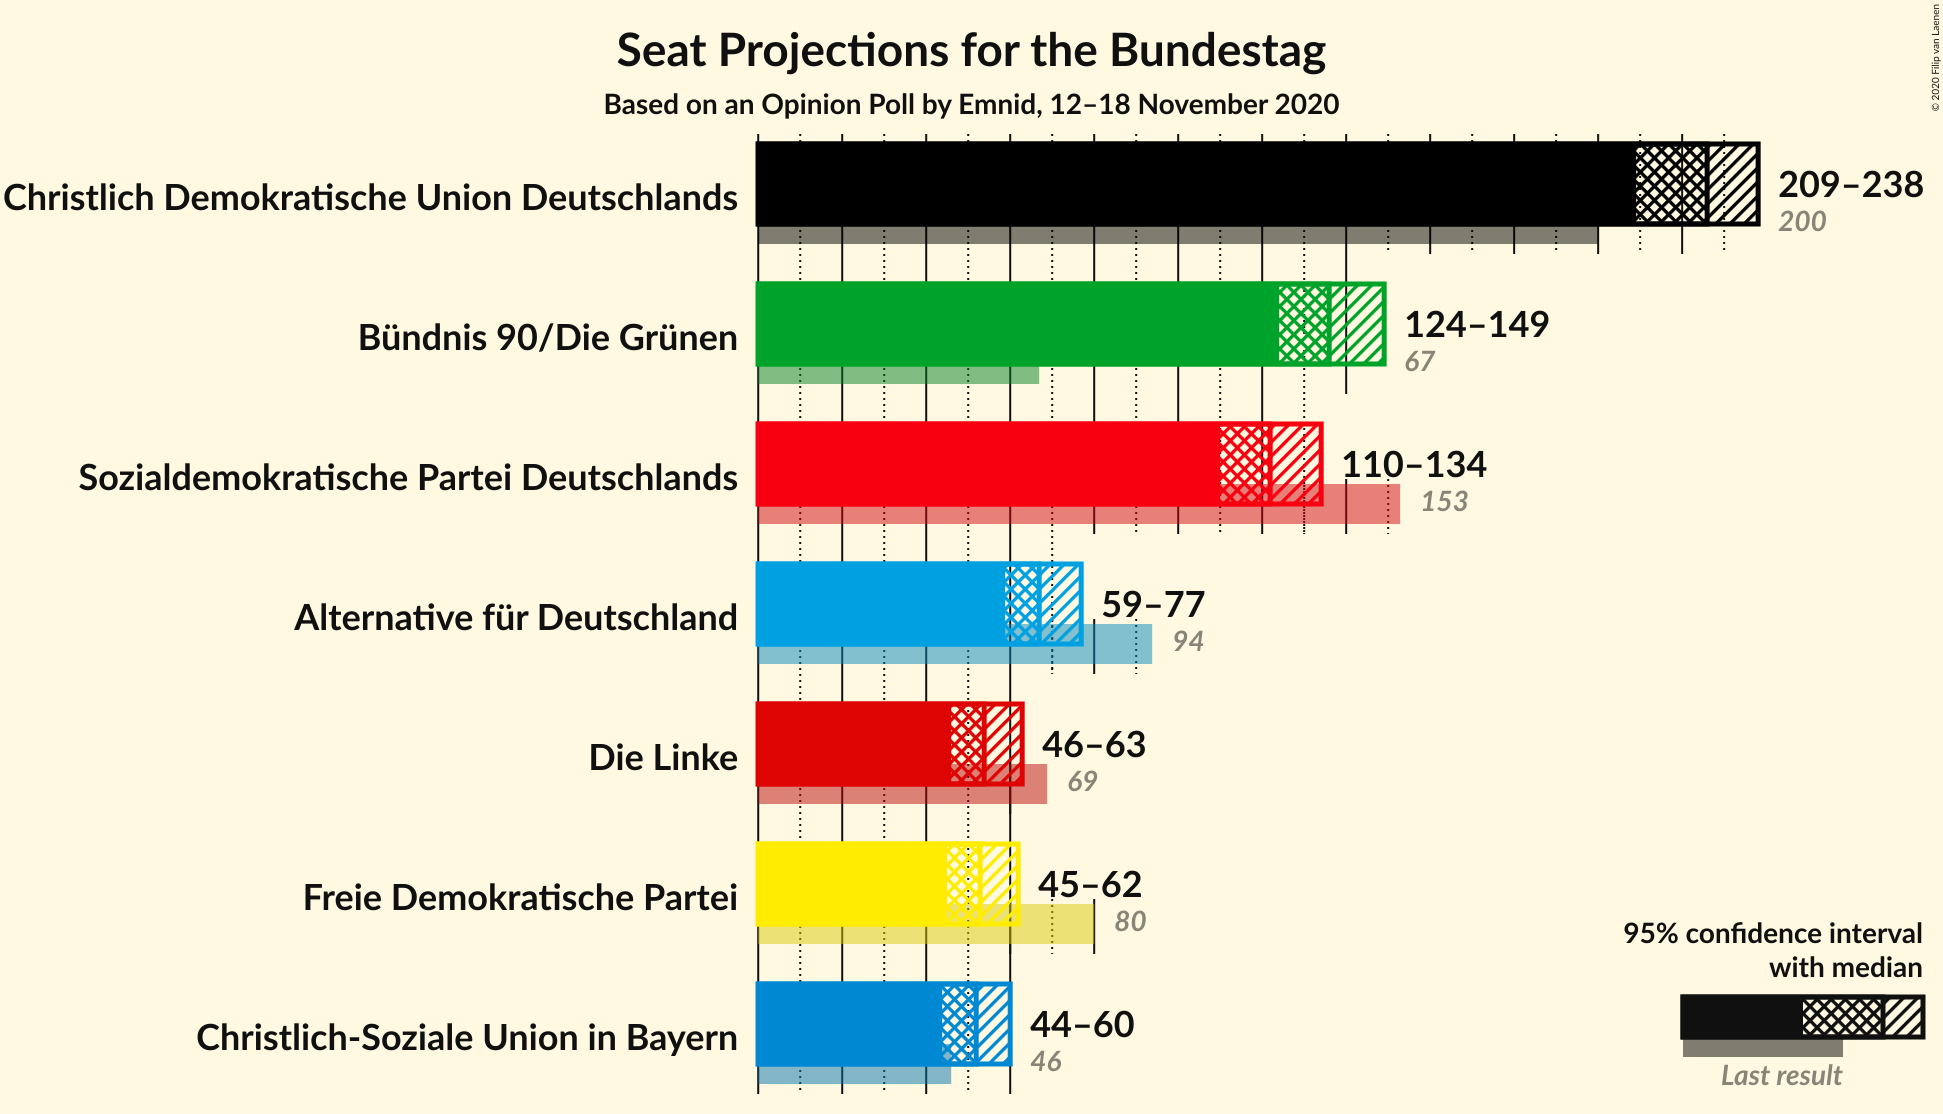 Seat Projections for the Bundestag
Based on an Opinion Poll by Emnid, 12–18 November 2020
© 2020 Filip van Laenen
Christlich Demokratische Union Deutschlands
209–238
200
Bündnis 90/Die Grünen
124–149
67
Sozialdemokratische Partei Deutschlands
110–134
153
Alternative für Deutschland
59–77
94
Die Linke
46–63
69
Freie Demokratische Partei
45–62
80
Christlich-Soziale Union in Bayern
44–60
46
95% confidence interval
with median
Last result